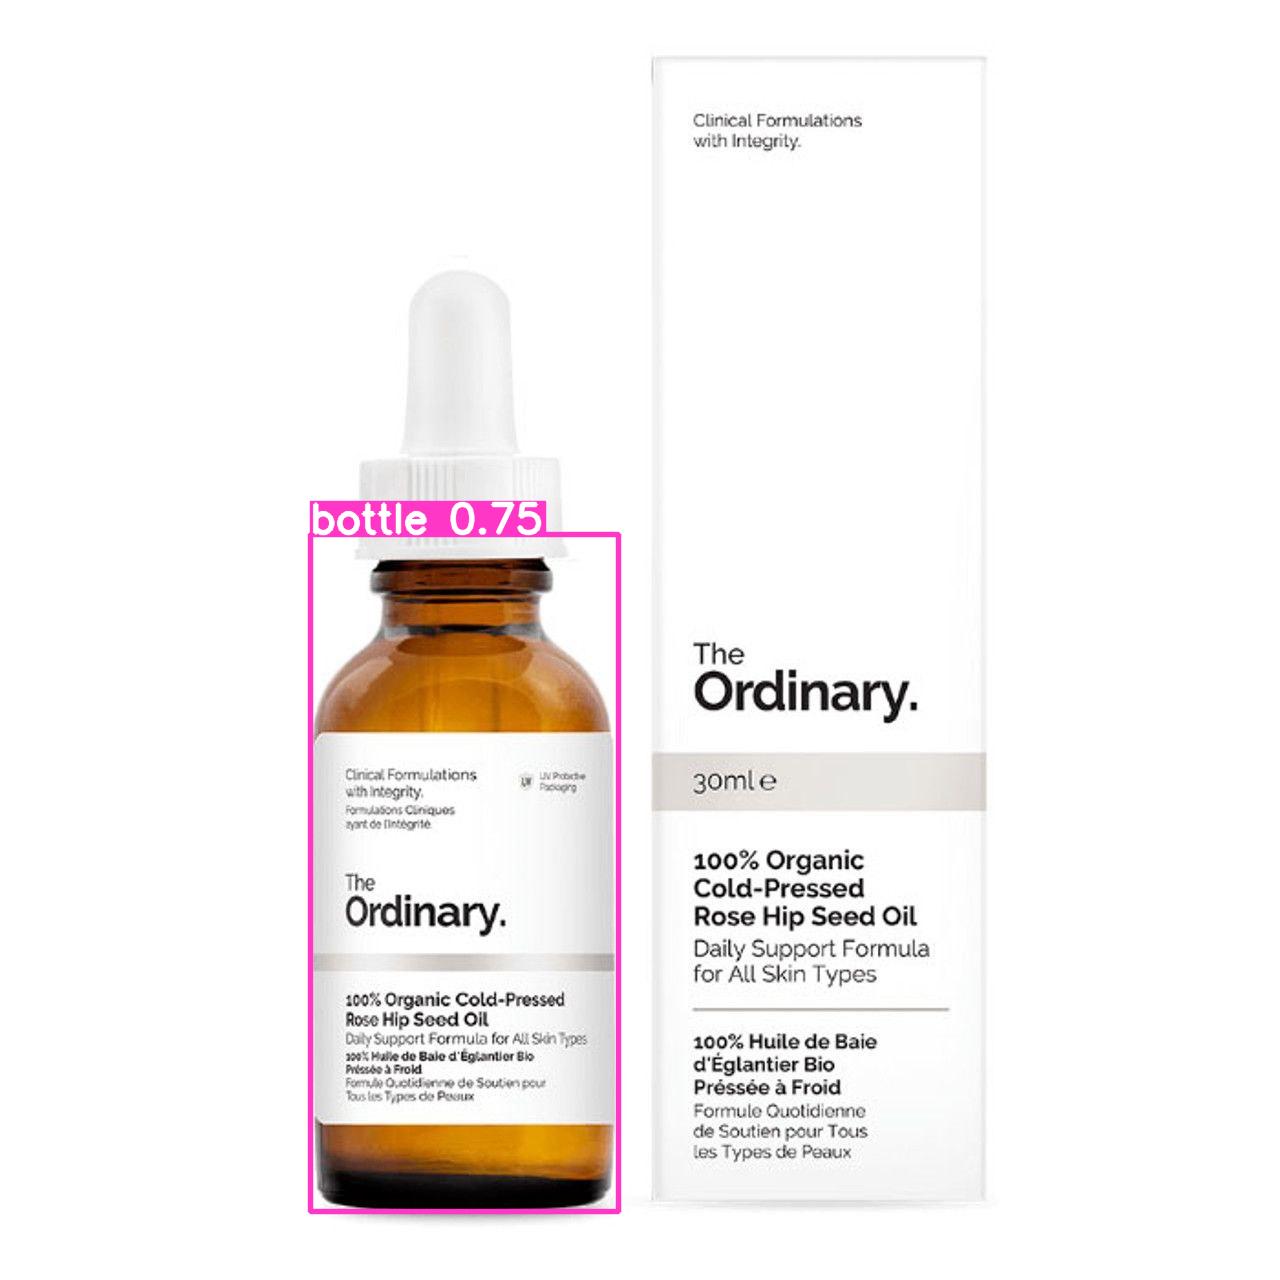 Clinical Formulations
with Integrity.
The
Ordinary.
30ml e
100% Organic
Cold-Pressed
Rose Hip Seed Oil
Daily Support Formula
for All Skin Types
100% Huile de Baie
d'Églantier Bio
Préssée à Froid
Formule Quotidienne
de Soutien pour Tous
les Types de Peaux
bottle 0.75
Clinical Formulations
with Integrity.
Formulations Cliniques
ayant de l'intégrité.
UV
UV Protective
Packaging
The
Ordinary.
100% Organic Cold-Pressed
Rose Hip Seed Oil
Daily Support Formula for All Skin Types
100% Huile de Baie d'Églantier Bio
Préssée à Froid
Formule Quotidienne de Soutien pour
Tous les Types de Peaux